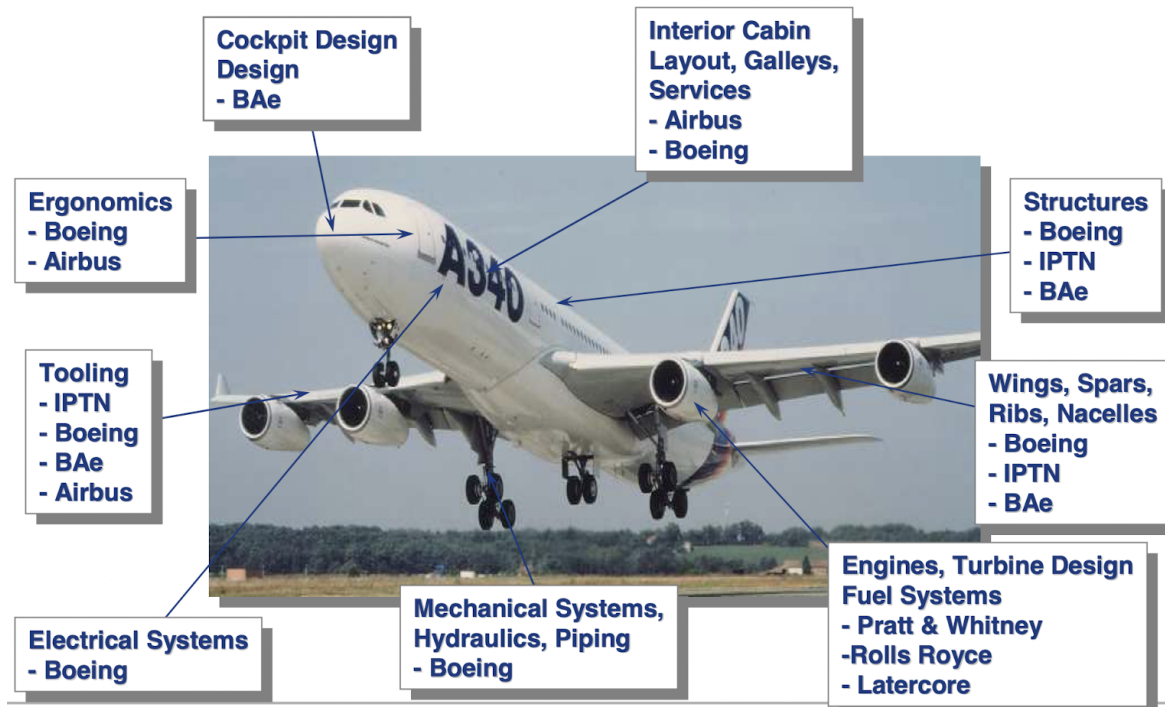 Cockpit Design
Design
- BAe
Interior Cabin
Layout, Galleys,
Services
- Airbus
- Boeing
Ergonomics
- Boeing
- Airbus
A340
Structures
- Boeing
- IPTN
- BAe
Tooling
- IPTN
- Boeing
- BAe
- Airbus
Wings, Spars,
Ribs, Nacelles
- Boeing
- IPTN
- BAe
Electrical Systems
- Boeing
Mechanical Systems,
Hydraulics, Piping
- Boeing
Engines, Turbine Design
Fuel Systems
- Pratt & Whitney
-Rolls Royce
- Latercore